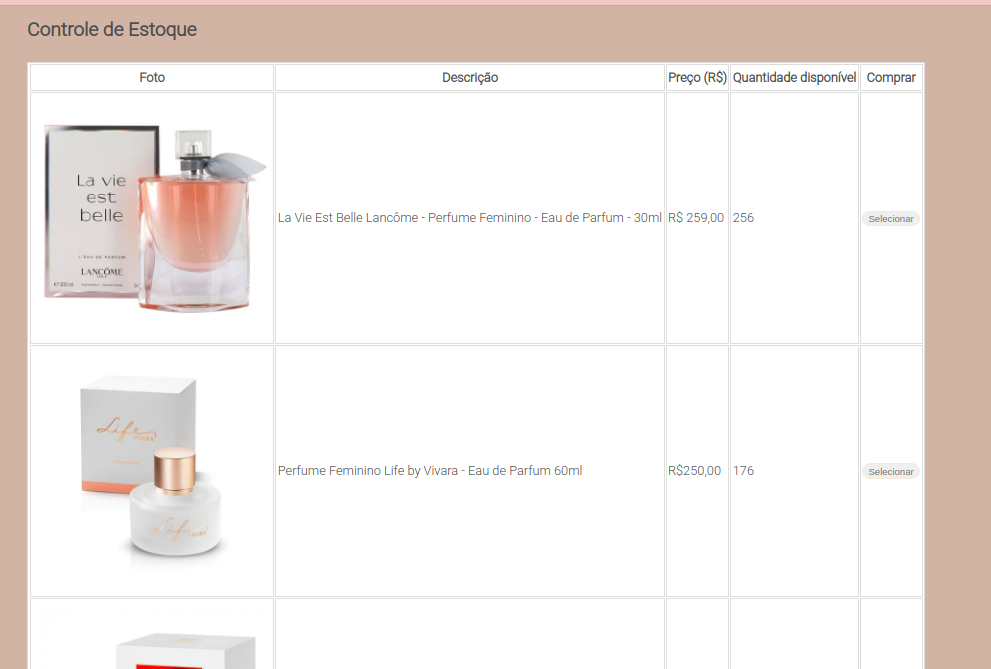 Controle de Estoque
Foto Descrição Preço (R$) Quantidade disponível Comprar
La vie
est
belle
L'EAU DE PARFUM
LANCÔME
La Vie Est Belle Lancôme - Perfume Feminino - Eau de Parfum - 30ml R$ 259,00 256 Selecionar
Life
VIVARA
Perfume Feminino Life by Vivara - Eau de Parfum 60ml R$250,00 176 Selecionar
Life
VIVARA